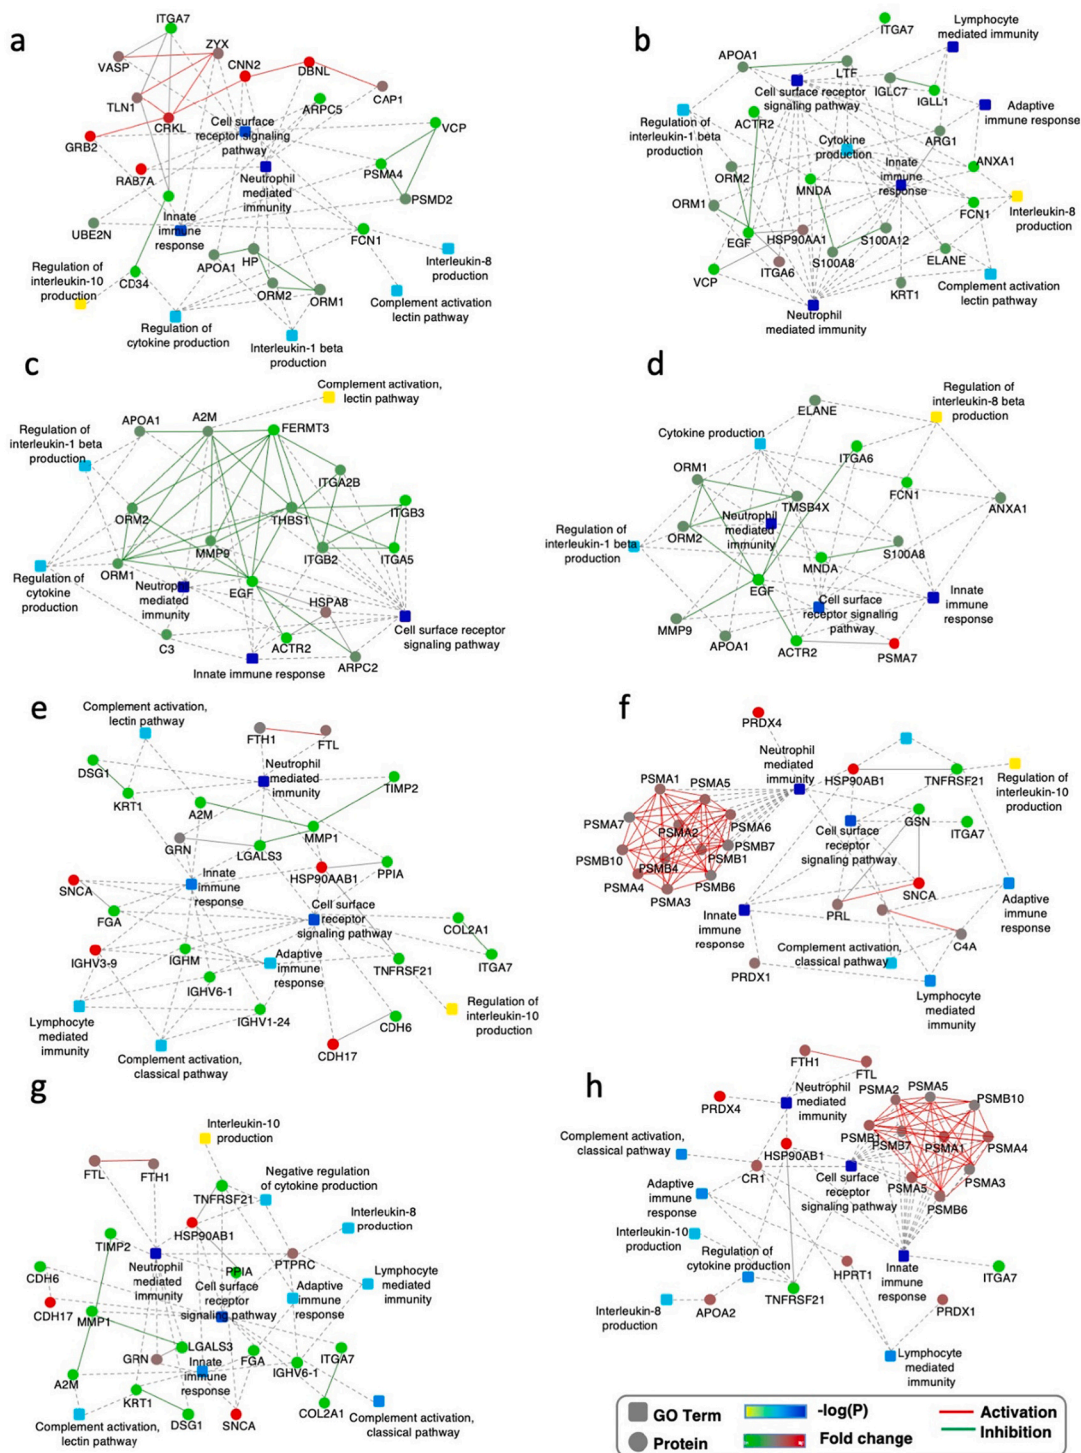 a
ITGA7
ZYX
VASP
CNN2
DBNL
CAP1
TLN1
ARPC5
CRKL
Cell surface
receptor signaling
pathway
VCP
GRB2
RAB7A
Neutrophil
mediated
immunity
PSMA4
PSMD2
UBE2N
Innate
immune
response
FCN1
Interleukin-8
production
APOA1
HP
Regulation of
interleukin-10
production
CD34
ORM2
ORM1
Complement activation
lectin pathway
Regulation of
cytokine production
Interleukin-1 beta
production
b
ITGA7
Lymphocyte
mediated immunity
APOA1
LTF
Cell surface receptor
signaling pathway
IGLC7
IGLL1
Regulation of
interleukin-1 beta
production
ACTR2
Adaptive
immune response
Cytokine
production
ARG1
Innate
immune
response
ANXA1
ORM2
MNDA
ORM1
FCN1
Interleukin-8
production
EGF
HSP90AA1
S100A12
ITGA6
S100A8
ELANE
VCP
KRT1
Complement activation
lectin pathway
Neutrophil
mediated immunity
c
Complement activation,
lectin pathway
APOA1
A2M
FERMT3
Regulation of
interleukin-1 beta
production
ITGA2B
ITGB3
ORM2
THBS1
MMP9
ITGB2
ITGA5
ORM1
Regulation of
cytokine
production
Neutrophil
mediated
immunity
EGF
HSPA8
Cell surface receptor
signaling pathway
C3
ACTR2
ARPC2
Innate immune response
d
Regulation of
interleukin-8 beta
production
ELANE
Cytokine production
ITGA6
ORM1
FCN1
TMSB4X
ANXA1
Neutrophil
mediated
immunity
ORM2
Regulation of
interleukin-1 beta
production
S100A8
MNDA
EGF
Cell surface
receptor signaling
pathway
Innate
immune
response
MMP9
APOA1
ACTR2
PSMA7
e
Complement activation,
lectin pathway
FTH1
FTL
DSG1
Neutrophil
mediated
immunity
TIMP2
KRT1
A2M
MMP1
GRN
LGALS3
HSP90AAB1
PPIA
SNCA
Innate
immune
response
FGA
Cell surface
receptor
signaling pathway
COL2A1
IGHV3-9
IGHM
Adaptive
immune
response
TNFRSF21
ITGA7
IGHV6-1
Lymphocyte
mediated
immunity
IGHV1-24
CDH6
Regulation of
interleukin-10
production
CDH17
Complement activation,
classical pathway
f
PRDX4
Neutrophil
mediated
immunity
HSP90AB1
TNFRSF21
Regulation of
interleukin-10
production
PSMA1
PSMA5
PSMA7
PSMA2
PSMA6
PSMB7
PSMB10
PSMB4
PSMB1
PSMA4
PSMB6
PSMA3
GSN
ITGA7
Cell surface
receptor
signaling pathway
SNCA
Adaptive
immune
response
Innate
immune
response
PRL
C4A
PRDX1
Complement activation,
classical pathway
Lymphocyte
mediated
immunity
g
Interleukin-10
production
FTL
FTH1
TNFRSF21
Negative regulation
of cytokine production
HSP90AB1
Interleukin-8
production
TIMP2
Neutrophil
mediated
immunity
PPIA
PTPRC
CDH6
Cell surface
receptor
signaling pathway
Adaptive
immune
response
Lymphocyte
mediated
immunity
CDH17
MMP1
LGALS3
GRN
Innate
immune
response
FGA
IGHV6-1
ITGA7
A2M
KRT1
DSG1
SNCA
COL2A1
Complement activation,
lectin pathway
Complement activation,
classical pathway
h
FTH1
FTL
PRDX4
Neutrophil
mediated
immunity
PSMA2
PSMA5
PSMB10
PSMB1
PSMB7
PSMA1
PSMA4
PSMA3
PSMA5
PSMB6
Complement activation,
classical pathway
HSP90AB1
CR1
Cell surface
receptor
signaling pathway
Adaptive
immune
response
Interleukin-10
production
Regulation of
cytokine production
HPRT1
Innate
immune
response
ITGA7
TNFRSF21
Interleukin-8
production
APOA2
PRDX1
Lymphocyte
mediated
immunity
GO Term
-log(P)
Activation
Protein
Fold change
Inhibition